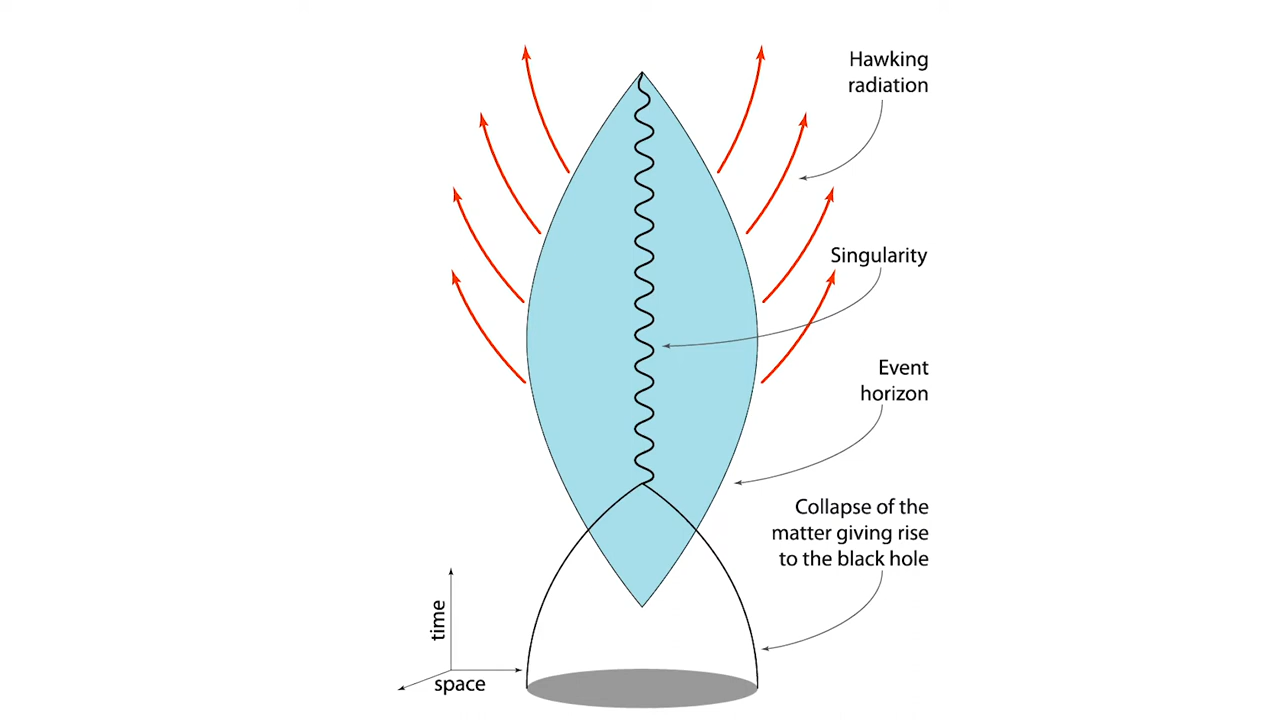 Hawking
radiation
Singularity
Event
horizon
Collapse of the
matter giving rise
to the black hole
time
space